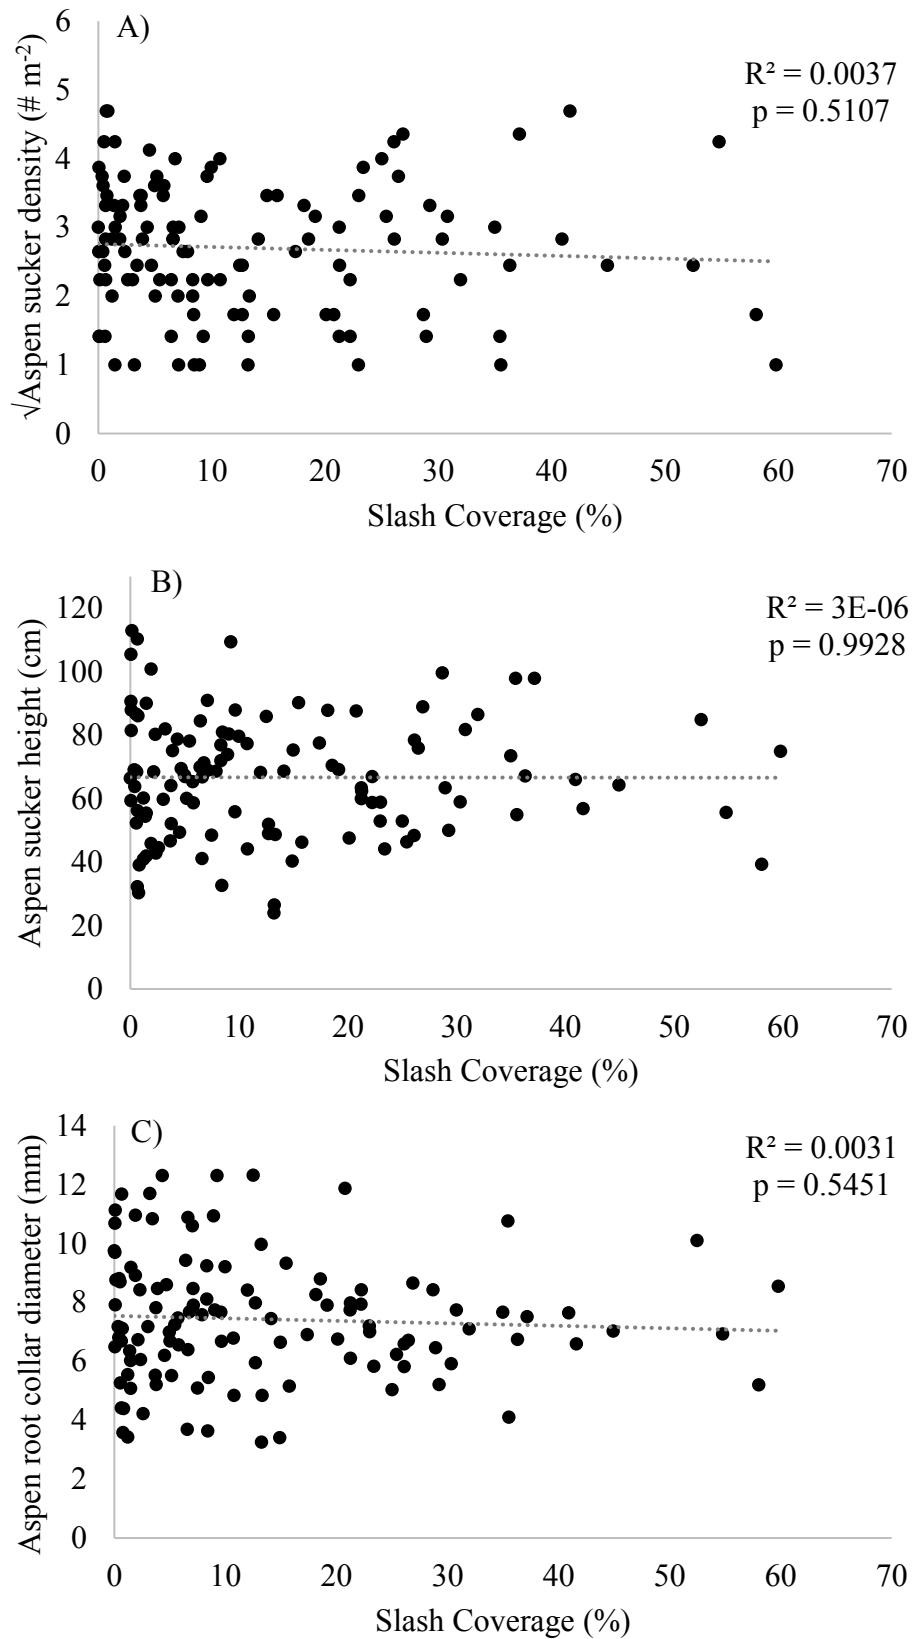 A)
R² = 0.0037
p = 0.5107
√Aspen sucker density (# m⁻²)
6
5
4
3
2
1
0
0 10 20 30 40 50 60 70
Slash Coverage (%)
B)
R² = 3E-06
p = 0.9928
Aspen sucker height (cm)
120
100
80
60
40
20
0
0 10 20 30 40 50 60 70
Slash Coverage (%)
C)
R² = 0.0031
p = 0.5451
Aspen root collar diameter (mm)
14
12
10
8
6
4
2
0
0 10 20 30 40 50 60 70
Slash Coverage (%)